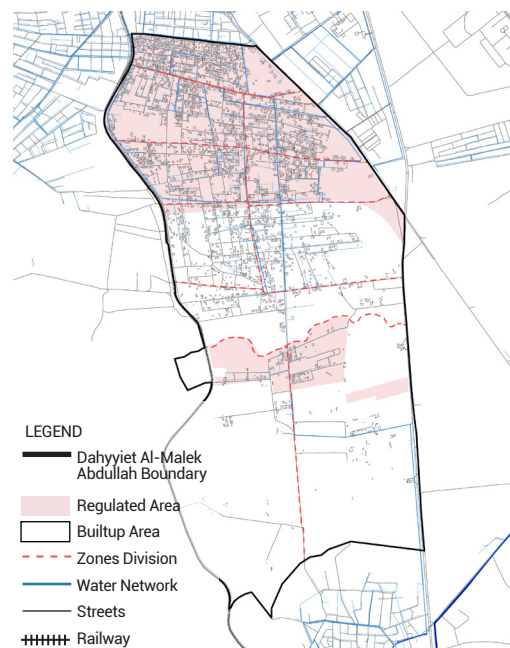 LEGEND
Dahyyiet Al-Malek
Abdullah Boundary
Regulated Area
Builtup Area
Zones Division
Water Network
Streets
Railway